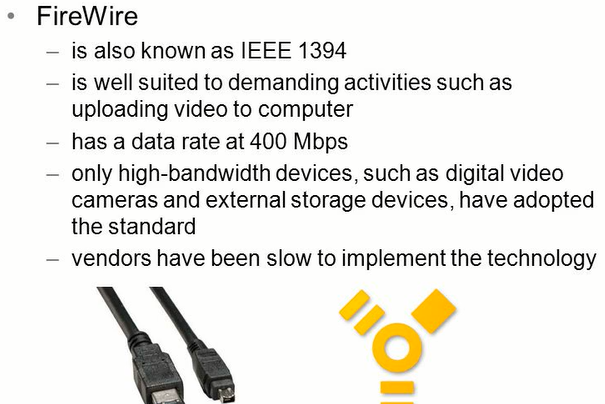 • FireWire
– is also known as IEEE 1394
– is well suited to demanding activities such as
uploading video to computer
– has a data rate at 400 Mbps
– only high-bandwidth devices, such as digital video
cameras and external storage devices, have adopted
the standard
– vendors have been slow to implement the technology